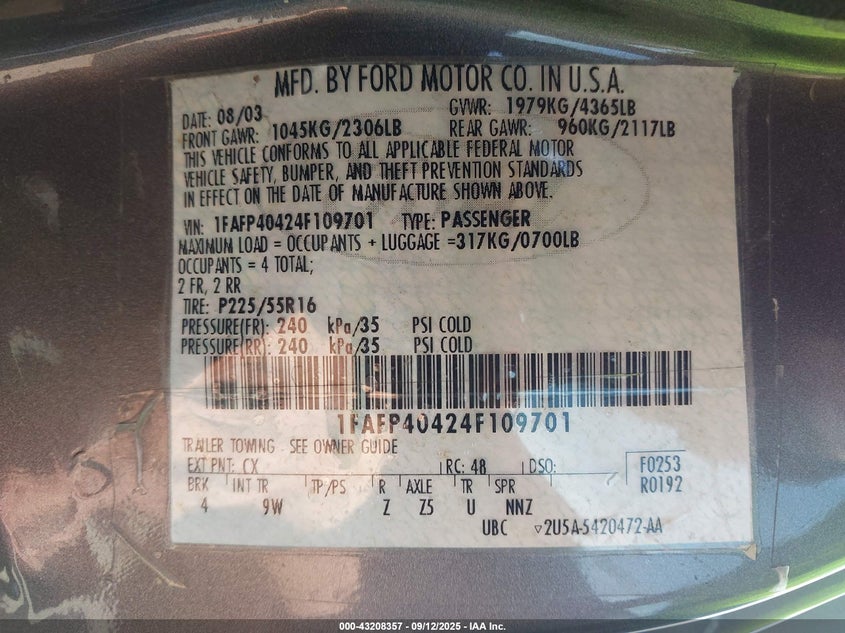 MFD. BY FORD MOTOR CO. IN U.S.A.
DATE: 08/03 GVWR: 1979KG/4365LB
FRONT GAWR: 1045KG/2306LB REAR GAWR: 960KG/2117LB
THIS VEHICLE CONFORMS TO ALL APPLICABLE FEDERAL MOTOR
VEHICLE SAFETY, BUMPER, AND THEFT PREVENTION STANDARDS
IN EFFECT ON THE DATE OF MANUFACTURE SHOWN ABOVE.
VIN: 1FAFP40424F109701 TYPE: PASSENGER
MAXIMUM LOAD = OCCUPANTS + LUGGAGE =317KG/0700LB
OCCUPANTS = 4 TOTAL;
2 FR, 2 RR
TIRE: P225/55R16
PRESSURE(FR): 240 kPa/35 PSI COLD
PRESSURE(RR): 240 kPa/35 PSI COLD
1FAFP40424F109701
TRAILER TOWING - SEE OWNER GUIDE
EXT PNT: CX RC: 48 DSO: F0253
BRK INT TR TP/PS R AXLE TR SPR R0192
4 9W Z Z5 U NNZ
UBC ▽2U5A-5420472-AA
000-43208357 - 09/12/2025 - IAA Inc.